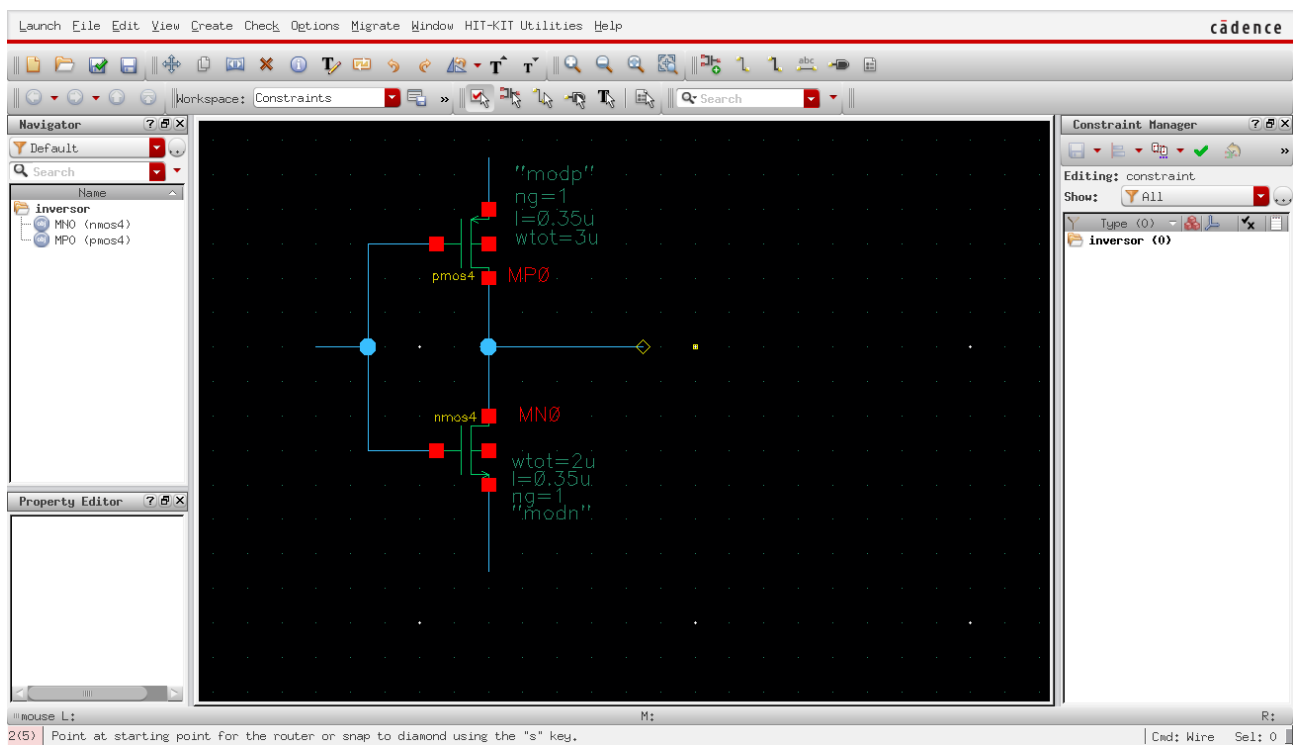 Launch File Edit View Create Check Options Migrate Window HIT-KIT Utilities Help
cādence
Workspace: Constraints
Search
Navigator
Default
Search
Name
inversor
MN0 (nmos4)
MP0 (pmos4)
Property Editor
"modp"
ng=1
l=0.35u
wtot=3u
pmos4 MP0
nmos4 MN0
wtot=2u
l=0.35u
ng=1
"modn"
Constraint Manager
Editing: constraint
Show: All
Type (0)
inversor (0)
mouse L: M: R:
2(5) Point at starting point for the router or snap to diamond using the "s" key. Cmd: Wire Sel: 0